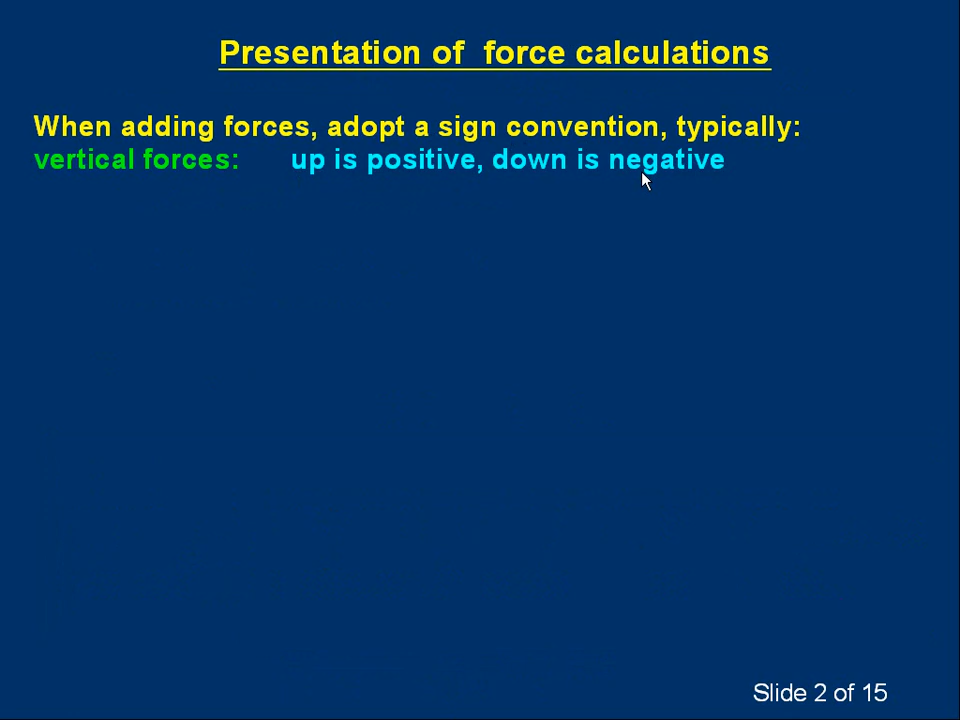 Presentation of force calculations
When adding forces, adopt a sign convention, typically:
vertical forces: up is positive, down is negative
Slide 2 of 15